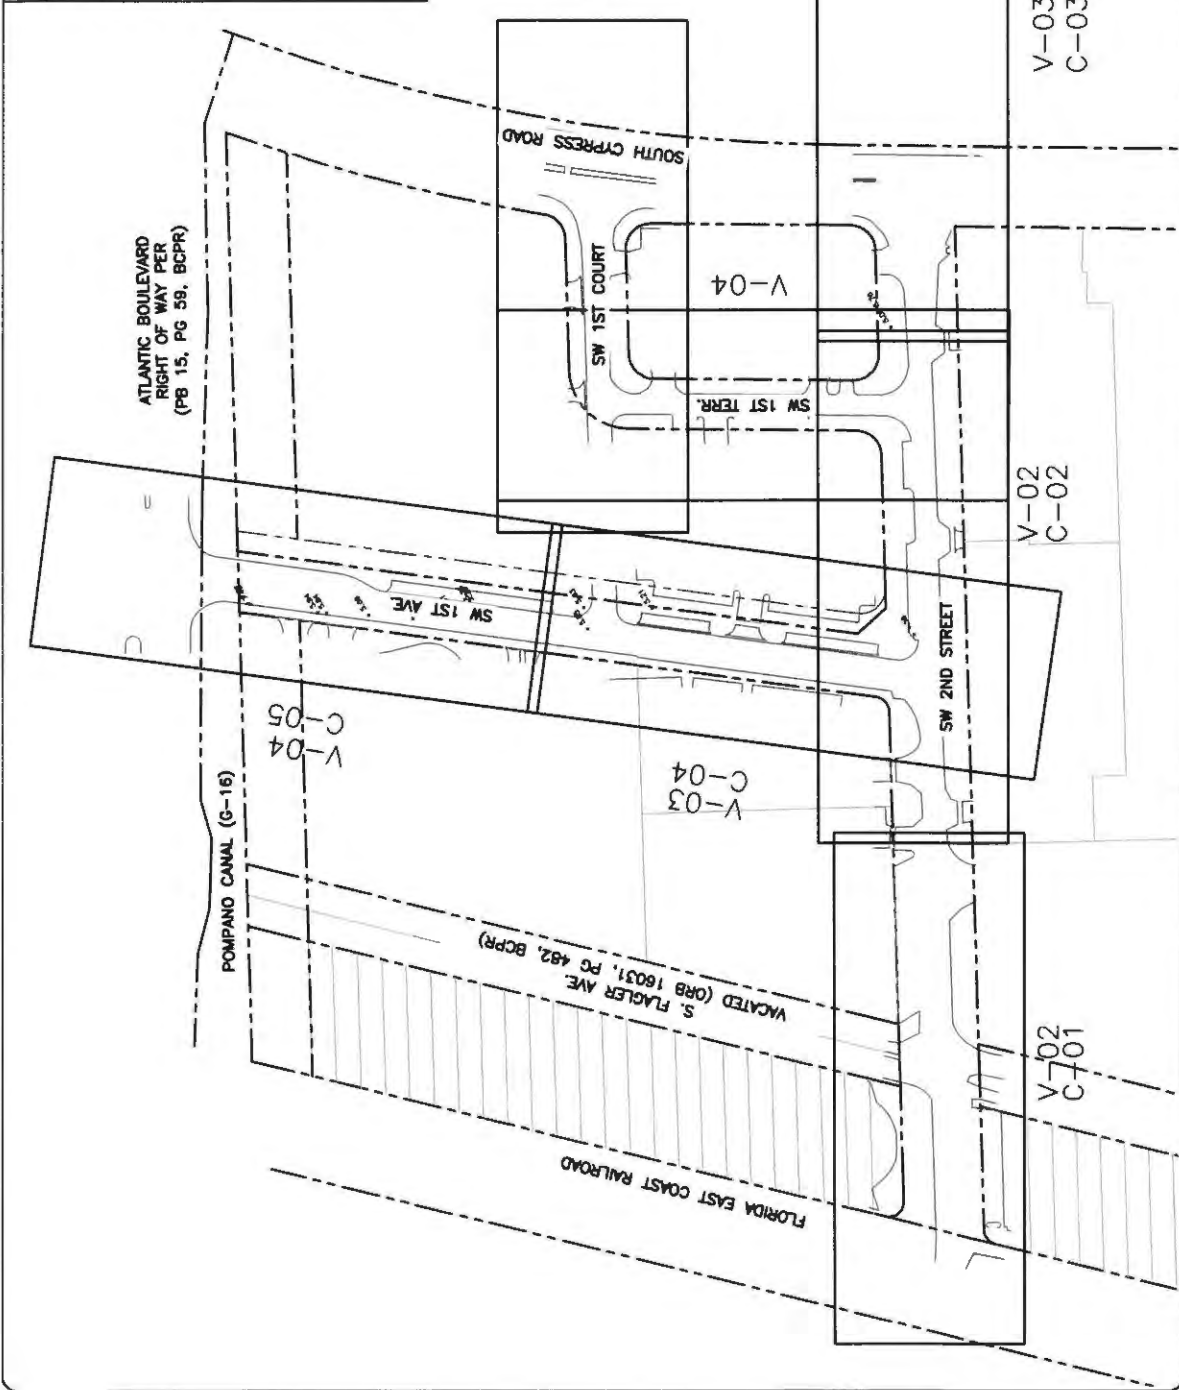 V-03
C-03
SOUTH CYPRESS ROAD
ATLANTIC BOULEVARD
RIGHT OF WAY PER
(PB 15, PG 59, BCPR)
SW 1ST COURT
V-04
SW 1ST TERR.
V-02
C-02
SW 1ST AVE.
SW 2ND STREET
V-04
C-05
V-03
C-04
POMPANO CANAL (G-16)
S. FLAGLER AVE.
VACATED (ORB 16031, PG 482, BCPR)
V-02
C-01
FLORIDA EAST COAST RAILROAD